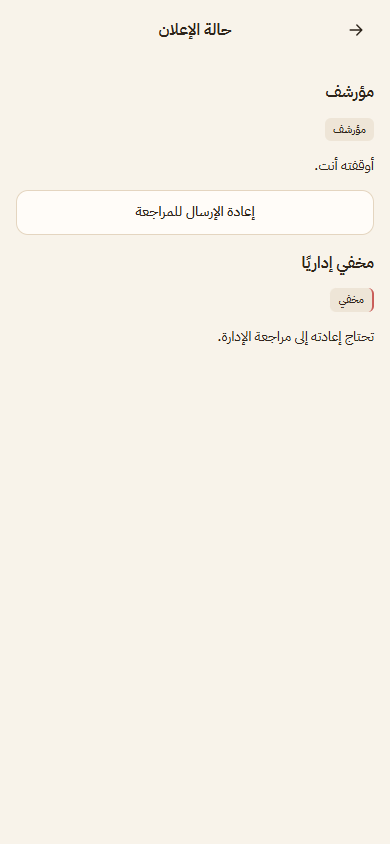 حالة الإعلان
مؤرشف
مؤرشف
أوقفته أنت.
إعادة الإرسال للمراجعة
مخفي إداريًا
مخفي
تحتاج إعادته إلى مراجعة الإدارة.